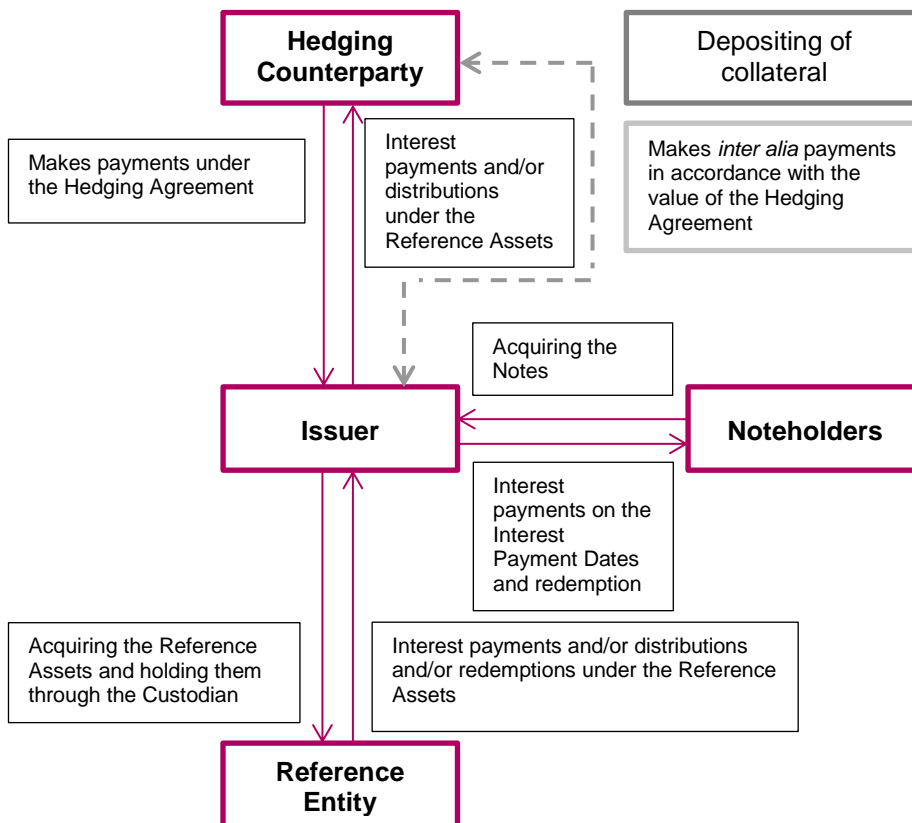 Hedging
Counterparty
Depositing of
collateral
Makes payments under
the Hedging Agreement
Interest
payments and/or
distributions
under the
Reference Assets
Makes inter alia payments
in accordance with the
value of the Hedging
Agreement
Acquiring the
Notes
Issuer
Noteholders
Interest
payments on the
Interest
Payment Dates
and redemption
Acquiring the Reference
Assets and holding them
through the Custodian
Interest payments and/or distributions
and/or redemptions under the Reference
Assets
Reference
Entity